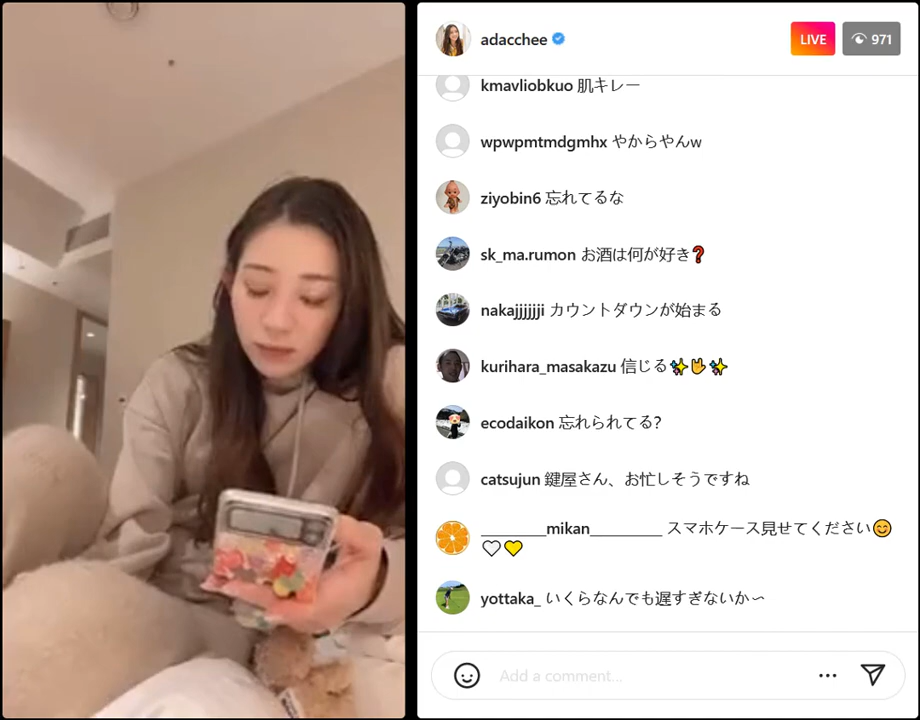 adacchee
LIVE
971
kmavliobkuo 肌キレー
wpwpmtmdgmhx やからやんw
ziyobin6 忘れてるな
sk_ma.rumon お酒は何が好き❓
nakajjjjjji カウントダウンが始まる
kurihara_masakazu 信じる✨🤘✨
ecodaikon 忘れられてる?
catsujun 鍵屋さん、お忙しそうですね
________mikan_________ スマホケース見せてください😊
🤍💛
yottaka_ いくらなんでも遅すぎないか〜
Add a comment...